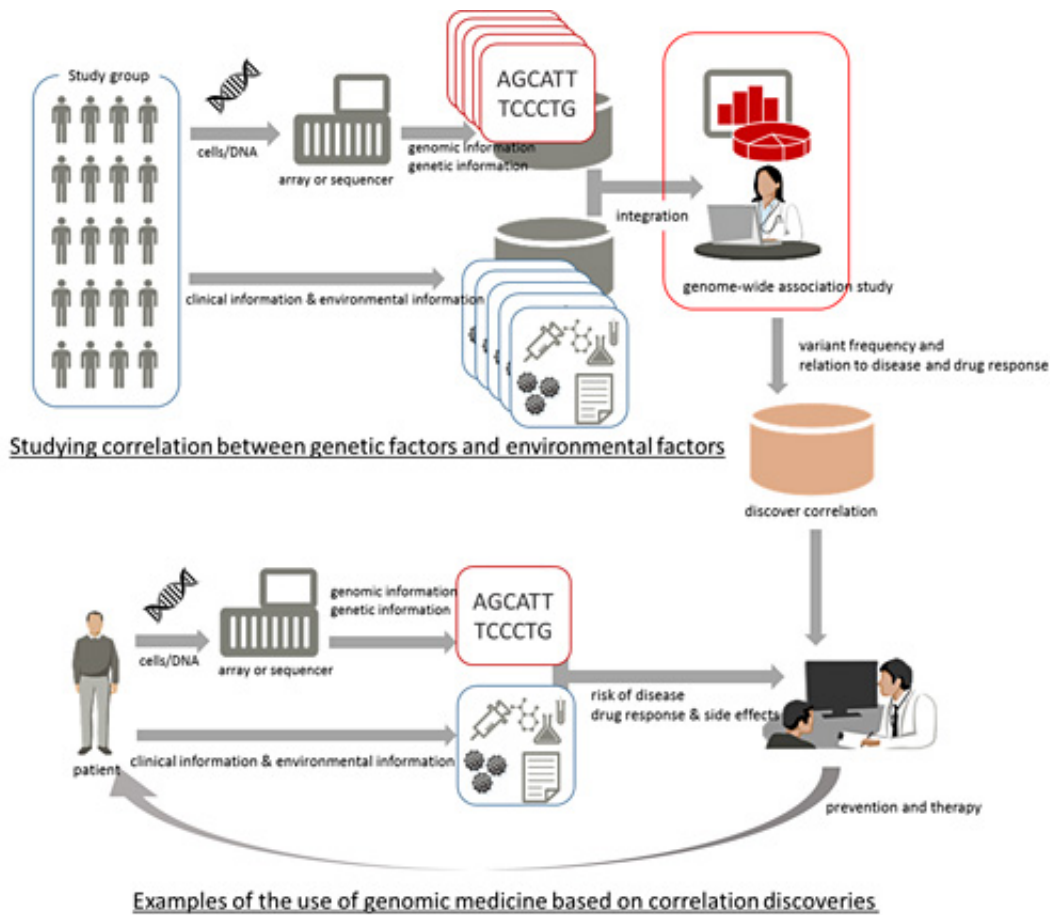 Study group
cells/DNA
array or sequencer
genomic information
genetic information
AGCATT
TCCCTG
integration
genome-wide association study
clinical information & environmental information
variant frequency and
relation to disease and drug response
Studying correlation between genetic factors and environmental factors
discover correlation
cells/DNA
array or sequencer
genomic information
genetic information
AGCATT
TCCCTG
patient
clinical information & environmental information
risk of disease
drug response & side effects
prevention and therapy
Examples of the use of genomic medicine based on correlation discoveries